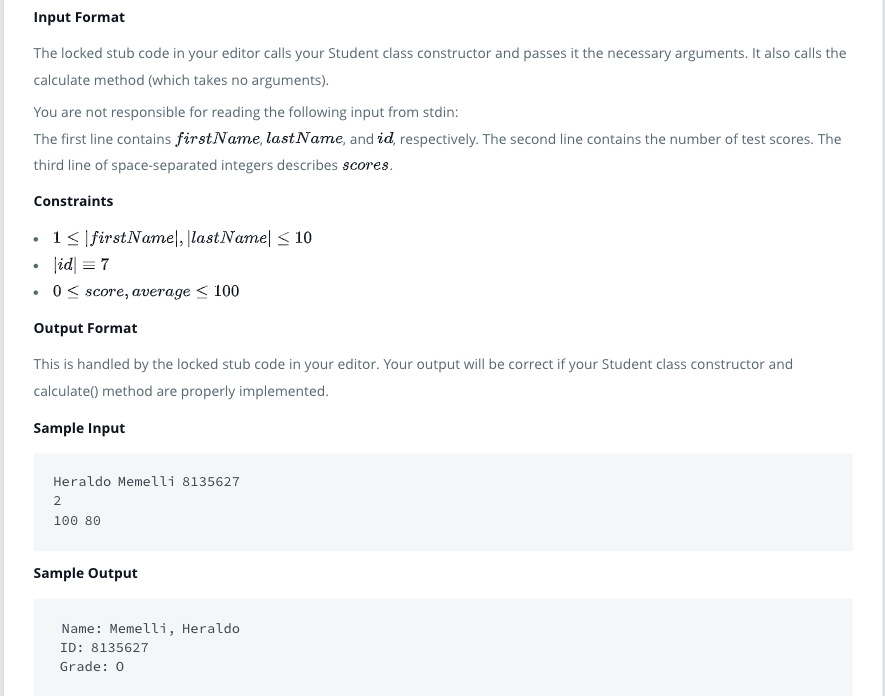 Input Format
The locked stub code in your editor calls your Student class constructor and passes it the necessary arguments. It also calls the
calculate method (which takes no arguments).
You are not responsible for reading the following input from stdin:
The first line contains firstName, lastName, and id, respectively. The second line contains the number of test scores. The
third line of space-separated integers describes scores.
Constraints
• 1 ≤ |firstName|, |lastName| ≤ 10
• |id| ≡ 7
• 0 ≤ score, average ≤ 100
Output Format
This is handled by the locked stub code in your editor. Your output will be correct if your Student class constructor and
calculate() method are properly implemented.
Sample Input
Heraldo Memelli 8135627
2
100 80
Sample Output
Name: Memelli, Heraldo
ID: 8135627
Grade: O